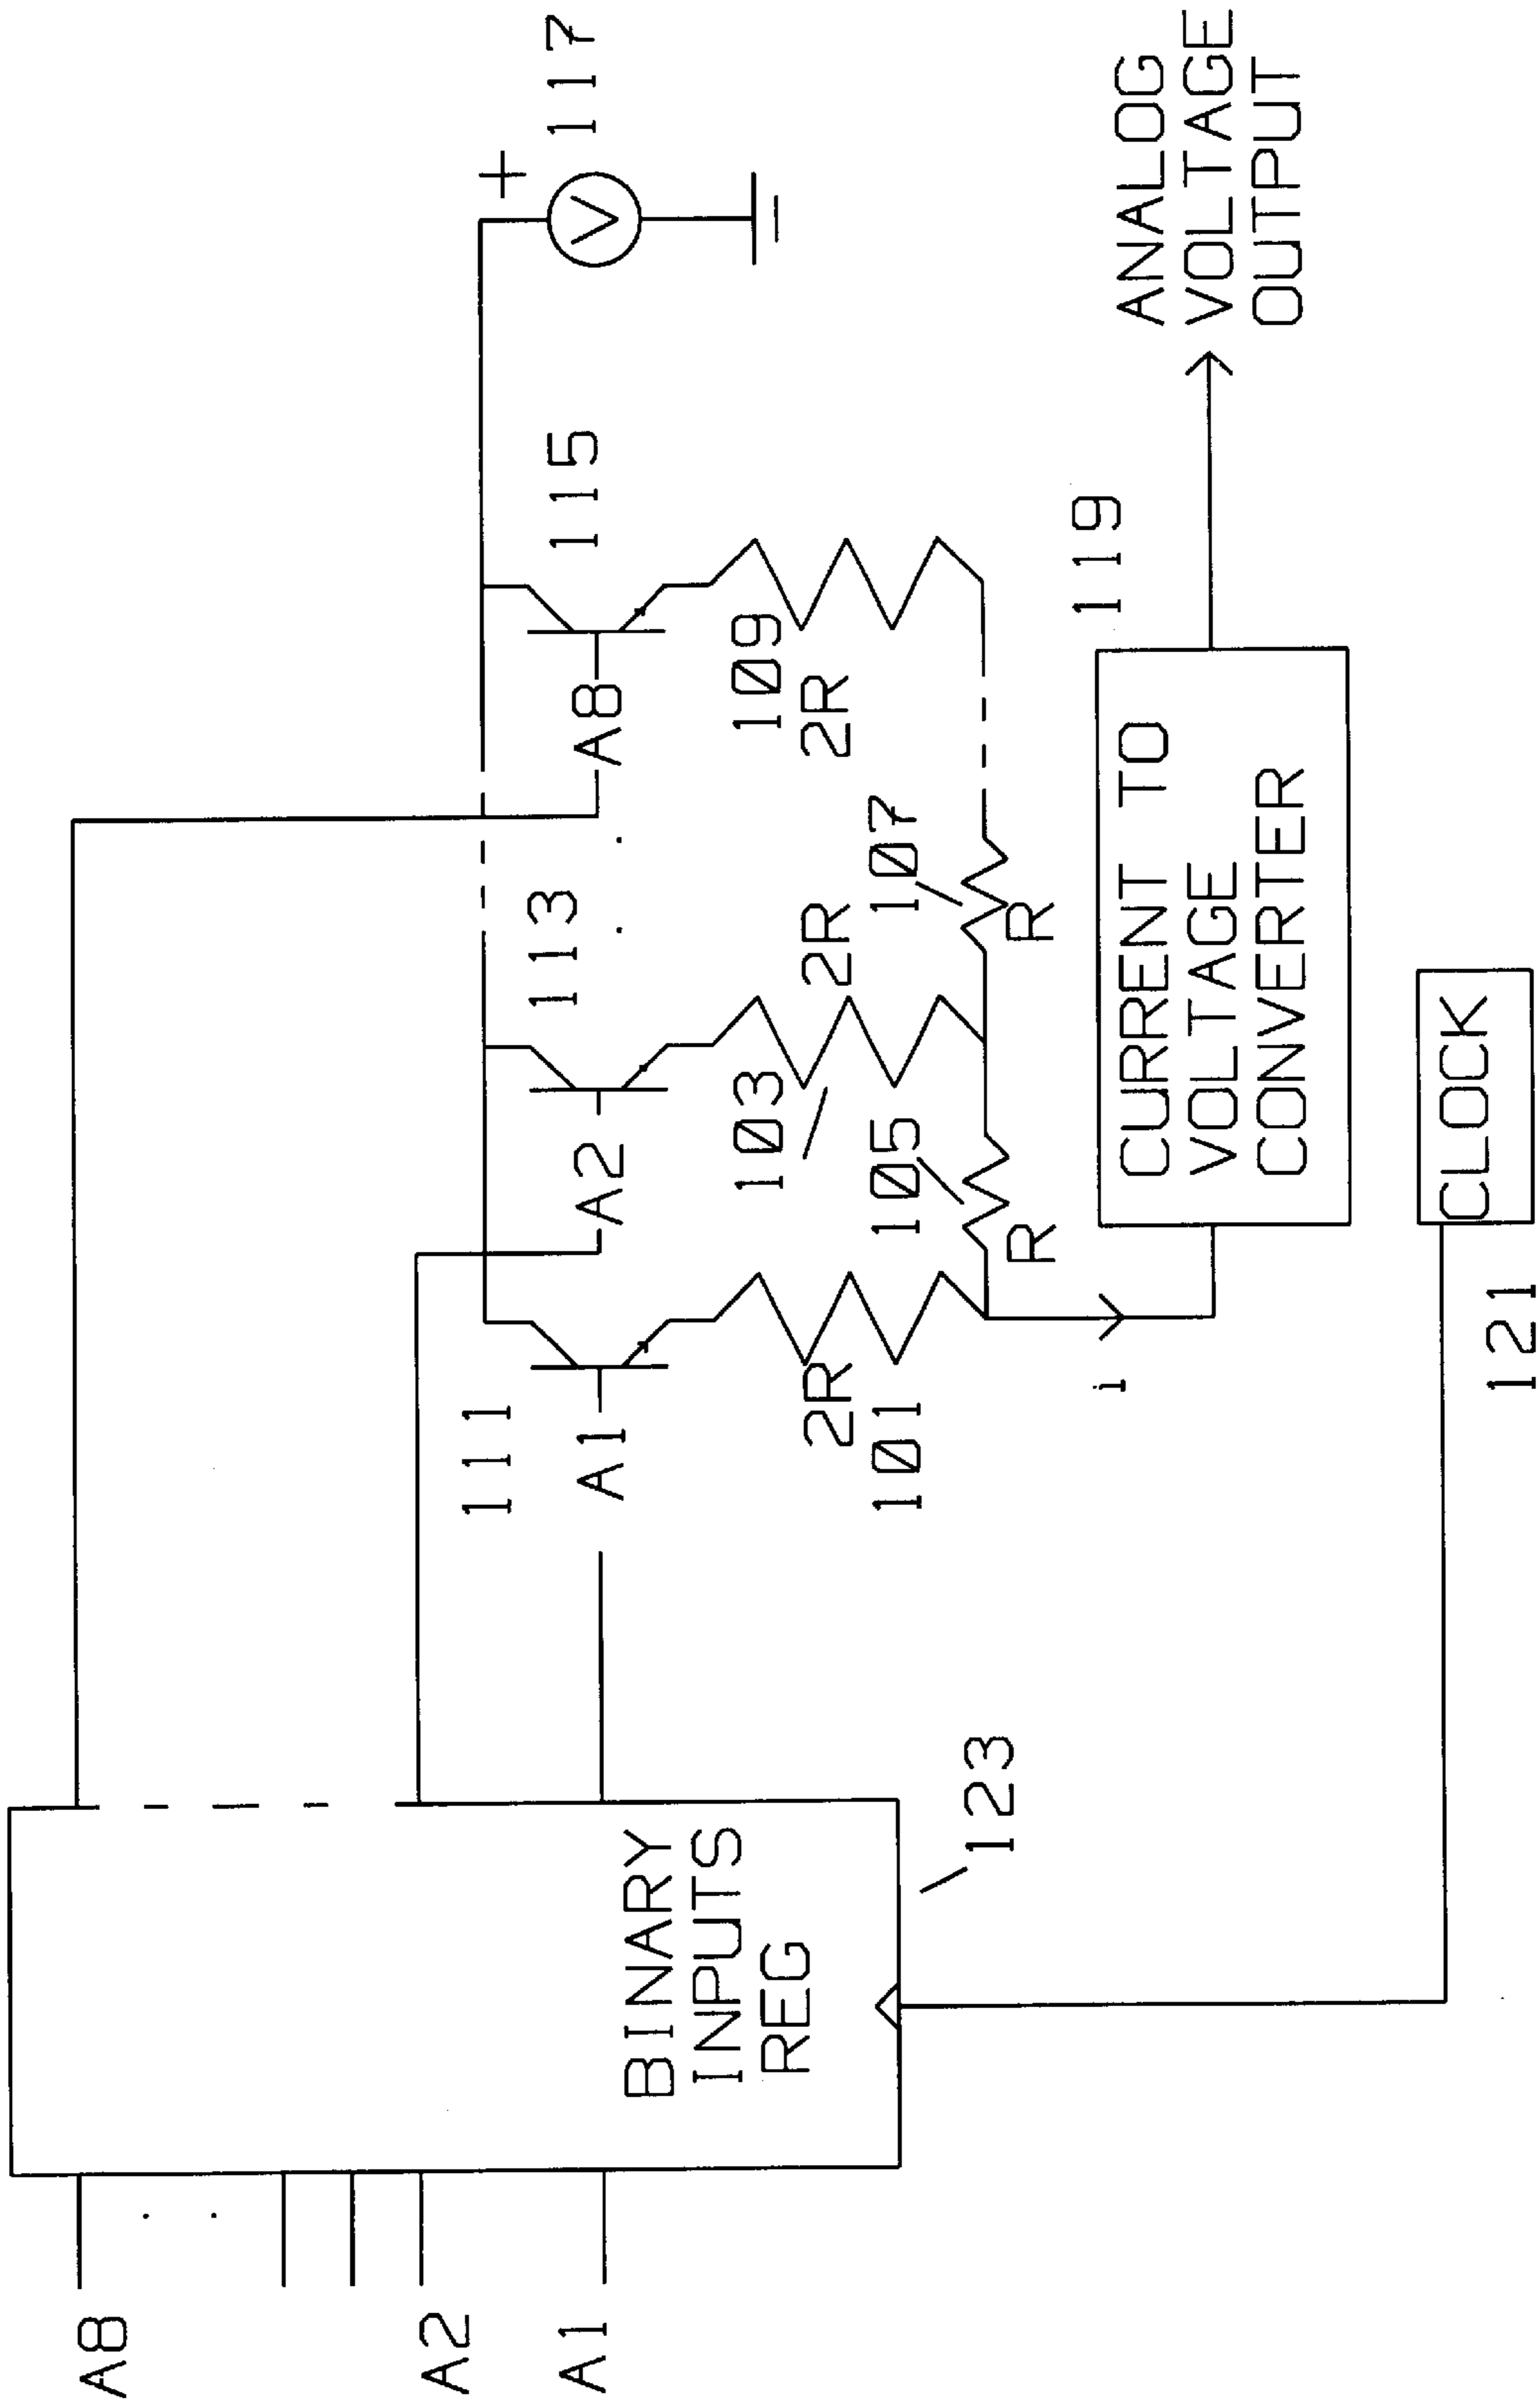 A8
A2
A1
BINARY
INPUTS
REG
123
111
A1
2R
101
A2
113
103
2R
105
R
107
R
A8
115
109
2R
+
V
117
i
119
CURRENT TO
VOLTAGE
CONVERTER
ANALOG
VOLTAGE
OUTPUT
CLOCK
121